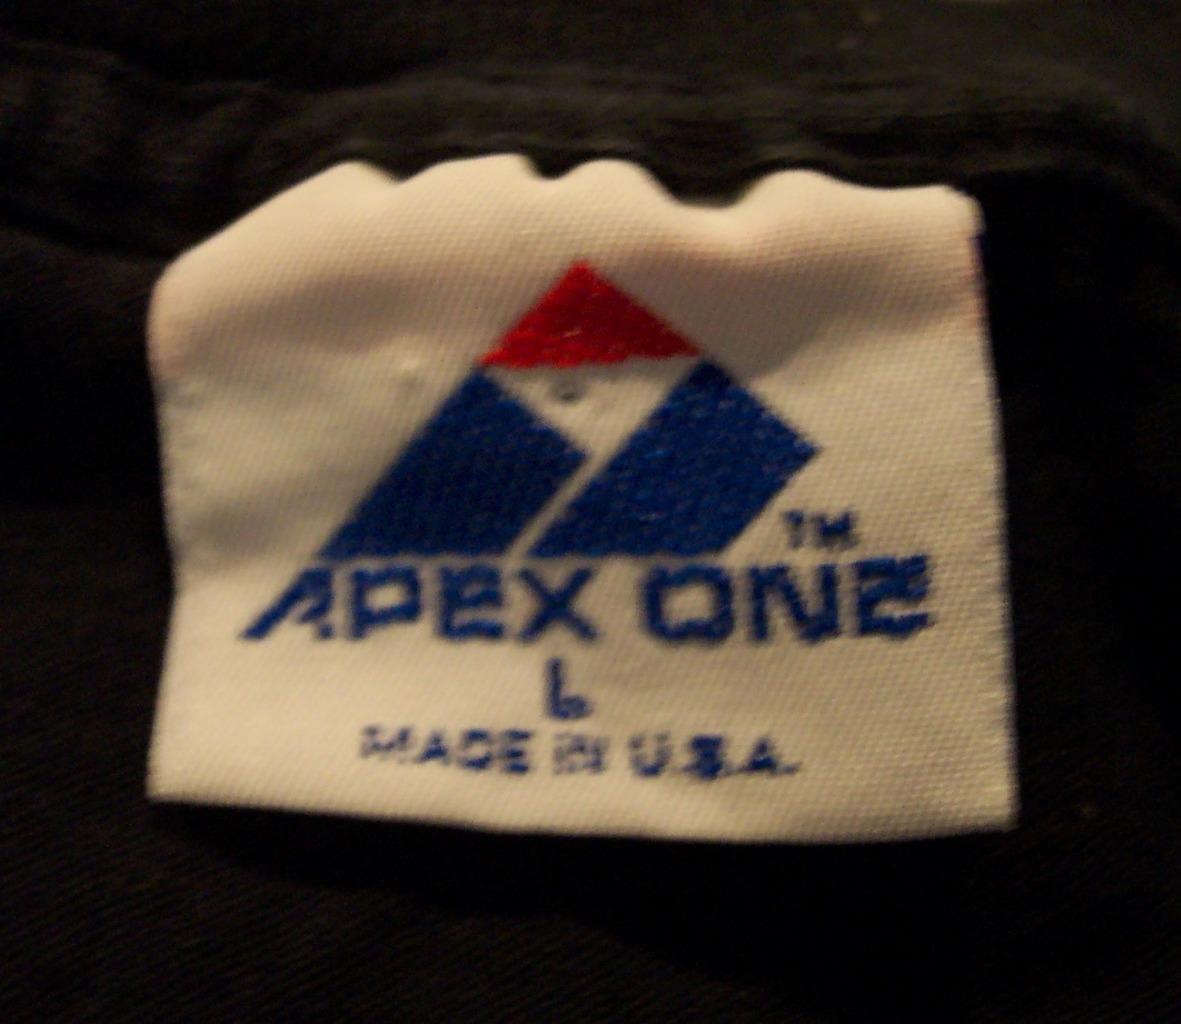 TM
APEX ONE
L
MADE IN U.S.A.